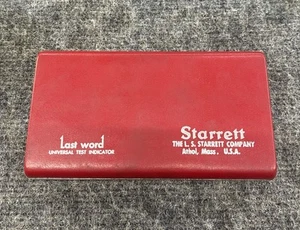 Last word
UNIVERSAL TEST INDICATOR
Starrett
THE L. S. STARRETT COMPANY
Athol, Mass. U.S.A.